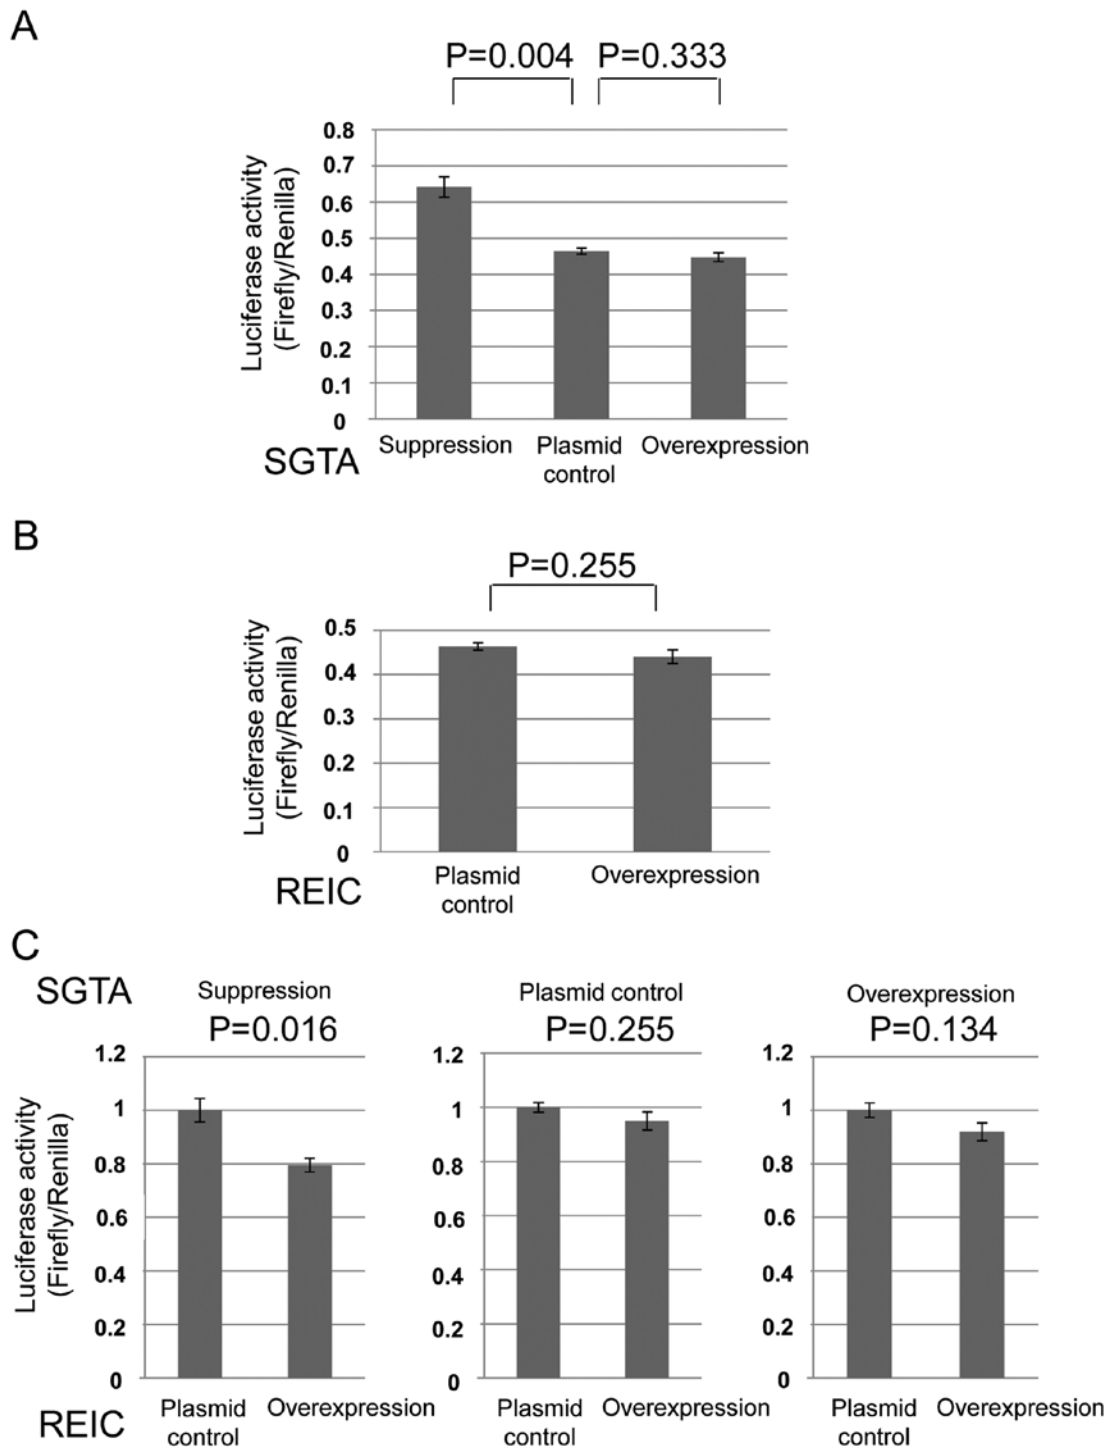 A
P=0.004 P=0.333
Luciferase activity
(Firefly/Renilla)
0.8
0.7
0.6
0.5
0.4
0.3
0.2
0.1
0
SGTA
Suppression
Plasmid
control
Overexpression
B
P=0.255
Luciferase activity
(Firefly/Renilla)
0.5
0.4
0.3
0.2
0.1
0
REIC
Plasmid
control
Overexpression
C
SGTA
Suppression
P=0.016
Luciferase activity
(Firefly/Renilla)
1.2
1
0.8
0.6
0.4
0.2
0
Plasmid control
P=0.255
1.2
1
0.8
0.6
0.4
0.2
0
Overexpression
P=0.134
1.2
1
0.8
0.6
0.4
0.2
0
REIC
Plasmid
control
Overexpression
Plasmid
control
Overexpression
Plasmid
control
Overexpression